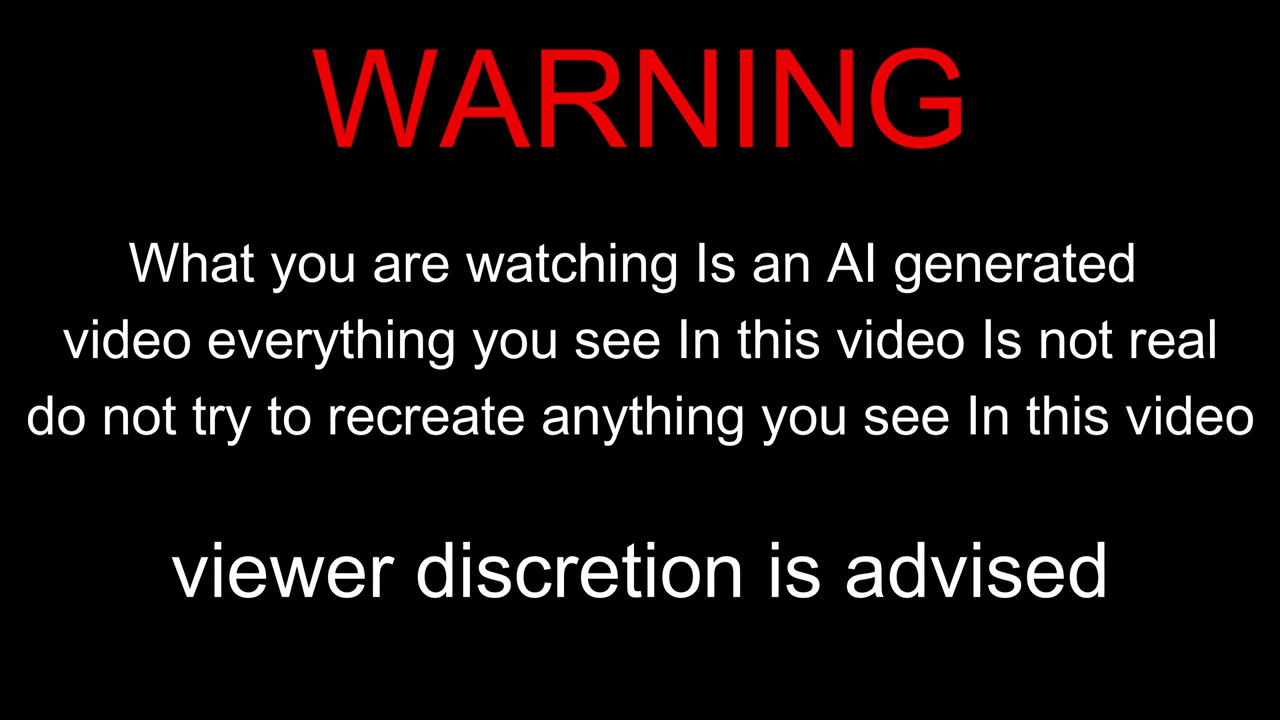 WARNING
What you are watching Is an AI generated
video everything you see In this video Is not real
do not try to recreate anything you see In this video
viewer discretion is advised